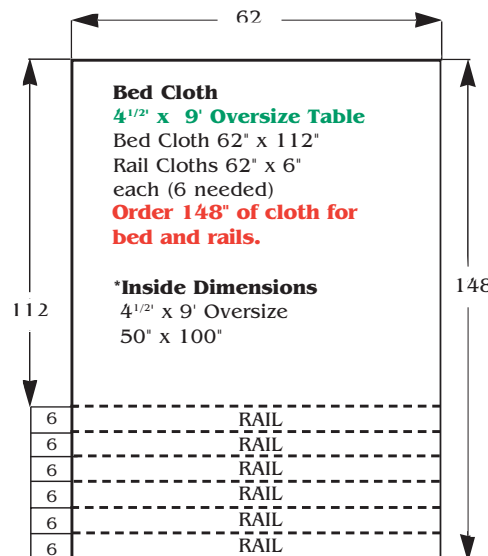 62
Bed Cloth
4 1/2' x 9' Oversize Table
Bed Cloth 62" x 112"
Rail Cloths 62" x 6"
each (6 needed)
Order 148" of cloth for
bed and rails.
*Inside Dimensions
4 1/2' x 9' Oversize
50" x 100"
112
148
6 RAIL
6 RAIL
6 RAIL
6 RAIL
6 RAIL
6 RAIL